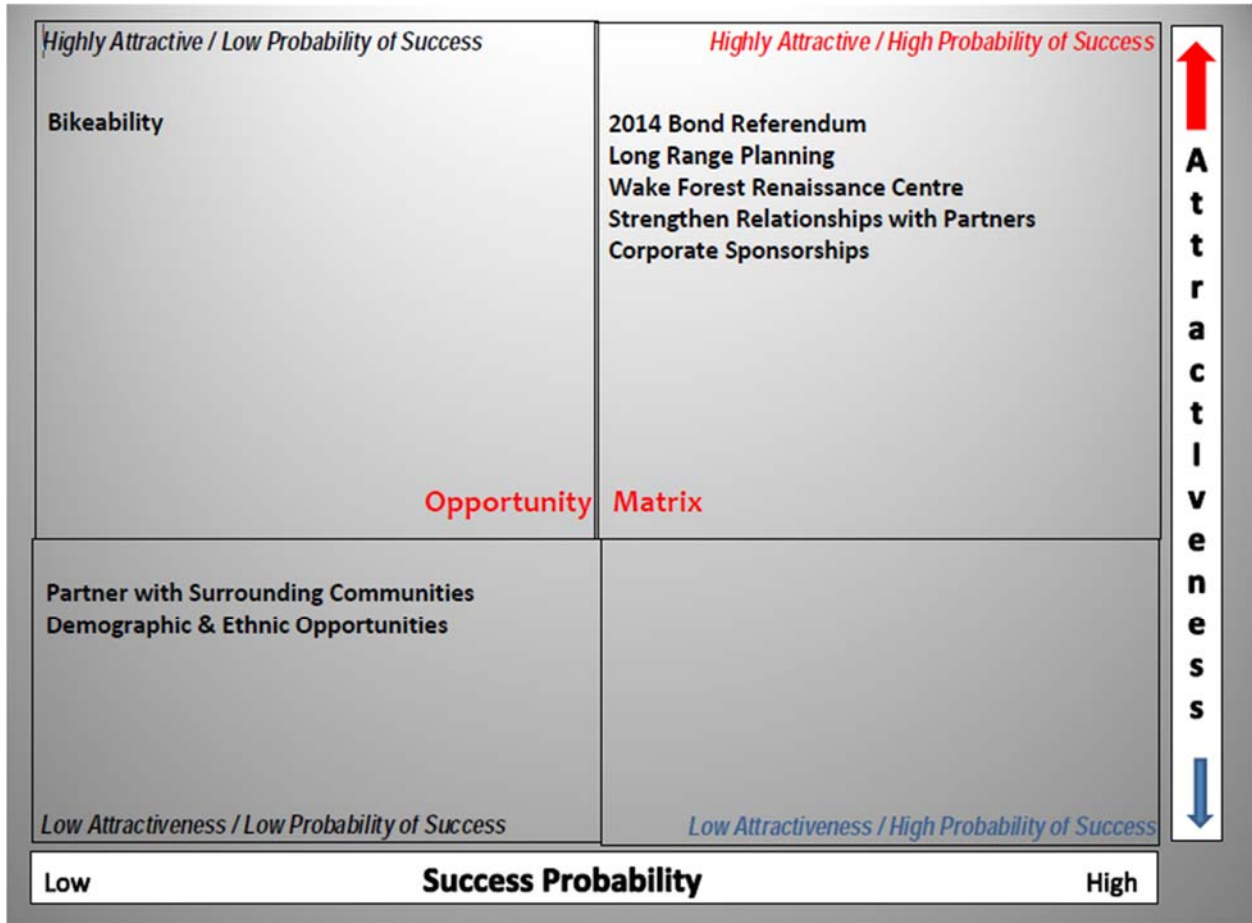 Highly Attractive / Low Probability of Success
Highly Attractive / High Probability of Success
Bikeability
2014 Bond Referendum
Long Range Planning
Wake Forest Renaissance Centre
Strengthen Relationships with Partners
Corporate Sponsorships
Opportunity Matrix
Partner with Surrounding Communities
Demographic & Ethnic Opportunities
Low Attractiveness / Low Probability of Success
Low Attractiveness / High Probability of Success
AttractIveness
Low
Success Probability
High